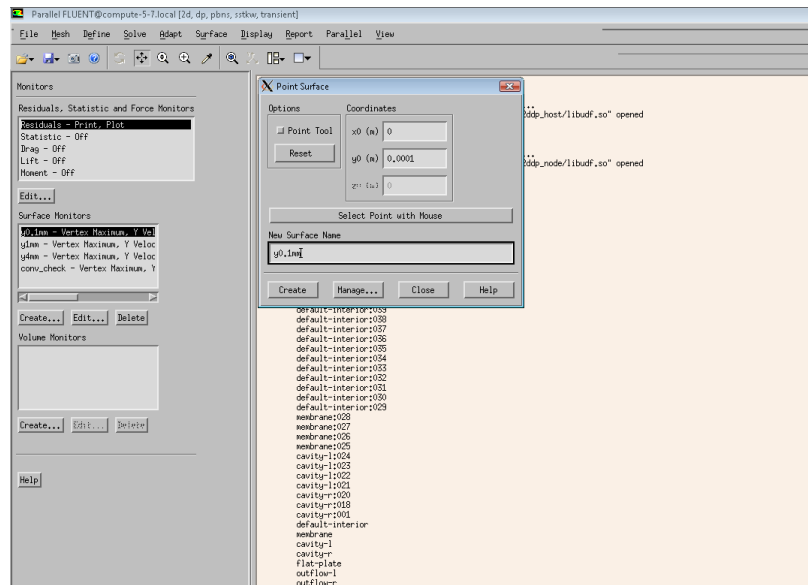 Parallel FLUENT@compute-5-7.local [2d, dp, pbns, sstkw, transient]
File Mesh Define Solve Adapt Surface Display Report Parallel View
Monitors
Residuals, Statistic and Force Monitors
Residuals - Print, Plot
Statistic - Off
Drag - Off
Lift - Off
Moment - Off
Edit...
Surface Monitors
y0.1mm - Vertex Maximum, Y Vel
y1mm - Vertex Maximum, Y Veloc
y4mm - Vertex Maximum, Y Veloc
conv_check - Vertex Maximum, Y
Create... Edit... Delete
Volume Monitors
Create... Edit... Delete
Help
Point Surface
Options
Point Tool
Reset
Coordinates
x0 (m) 0
y0 (m) 0.0001
z0 (m) 0
Select Point with Mouse
New Surface Name
y0.1mm
Create Manage... Close Help
...
2ddp_host/libudf.so" opened
...
2ddp_node/libudf.so" opened
default-interior:039
default-interior:038
default-interior:037
default-interior:036
default-interior:035
default-interior:034
default-interior:033
default-interior:032
default-interior:031
default-interior:030
default-interior:029
membrane:028
membrane:027
membrane:026
membrane:025
cavity-l:024
cavity-l:023
cavity-l:022
cavity-l:021
cavity-r:020
cavity-r:018
cavity-r:001
default-interior
membrane
cavity-l
cavity-r
flat-plate
outflow-l
outflow-r